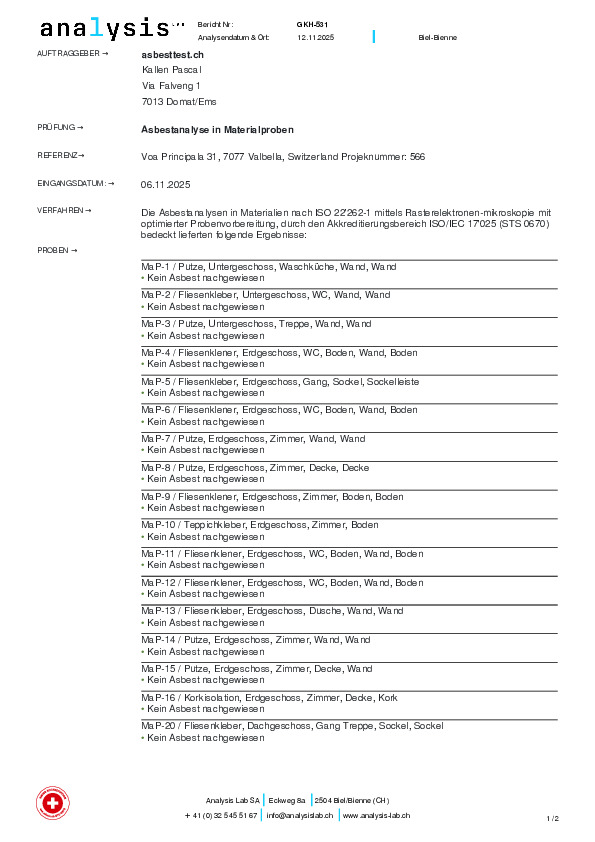 analysis
Bericht Nr: GKH-531
Analysendatum & Ort: 12.11.2025 Biel-Bienne
AUFTRAGGEBER → asbesttest.ch
Kallen Pascal
Via Falveng 1
7013 Domat/Ems
PRÜFUNG → Asbestanalyse in Materialproben
REFERENZ → Voa Principala 31, 7077 Valbella, Switzerland Projeknummer: 566
EINGANGSDATUM: → 06.11.2025
VERFAHREN → Die Asbestanalysen in Materialien nach ISO 22'262-1 mittels Rasterelektronen-mikroskopie mit
optimierter Probenvorbereitung, durch den Akkreditierungsbereich ISO/IEC 17'025 (STS 0670)
bedeckt lieferten folgende Ergebnisse:
PROBEN →
MaP-1 / Putze, Untergeschoss, Waschküche, Wand, Wand
• Kein Asbest nachgewiesen
MaP-2 / Fliesenkleber, Untergeschoss, WC, Wand, Wand
• Kein Asbest nachgewiesen
MaP-3 / Putze, Untergeschoss, Treppe, Wand, Wand
• Kein Asbest nachgewiesen
MaP-4 / Fliesenklener, Erdgeschoss, WC, Boden, Wand, Boden
• Kein Asbest nachgewiesen
MaP-5 / Fliesenkleber, Erdgeschoss, Gang, Sockel, Sockelleiste
• Kein Asbest nachgewiesen
MaP-6 / Fliesenklener, Erdgeschoss, WC, Boden, Wand, Boden
• Kein Asbest nachgewiesen
MaP-7 / Putze, Erdgeschoss, Zimmer, Wand, Wand
• Kein Asbest nachgewiesen
MaP-8 / Putze, Erdgeschoss, Zimmer, Decke, Decke
• Kein Asbest nachgewiesen
MaP-9 / Fliesenklener, Erdgeschoss, Zimmer, Boden, Boden
• Kein Asbest nachgewiesen
MaP-10 / Teppichkleber, Erdgeschoss, Zimmer, Boden
• Kein Asbest nachgewiesen
MaP-11 / Fliesenklener, Erdgeschoss, WC, Boden, Wand, Boden
• Kein Asbest nachgewiesen
MaP-12 / Fliesenklener, Erdgeschoss, WC, Boden, Wand, Boden
• Kein Asbest nachgewiesen
MaP-13 / Fliesenkleber, Erdgeschoss, Dusche, Wand, Wand
• Kein Asbest nachgewiesen
MaP-14 / Putze, Erdgeschoss, Zimmer, Wand, Wand
• Kein Asbest nachgewiesen
MaP-15 / Putze, Erdgeschoss, Zimmer, Decke, Wand
• Kein Asbest nachgewiesen
MaP-16 / Korkisolation, Erdgeschoss, Zimmer, Decke, Kork
• Kein Asbest nachgewiesen
MaP-20 / Fliesenkleber, Dachgeschoss, Gang Treppe, Sockel, Sockel
• Kein Asbest nachgewiesen
Analysis Lab SA | Eckweg 8a | 2504 Biel/Bienne (CH)
+ 41 (0) 32 545 51 67 | info@analysislab.ch | www.analysis-lab.ch
1 / 2